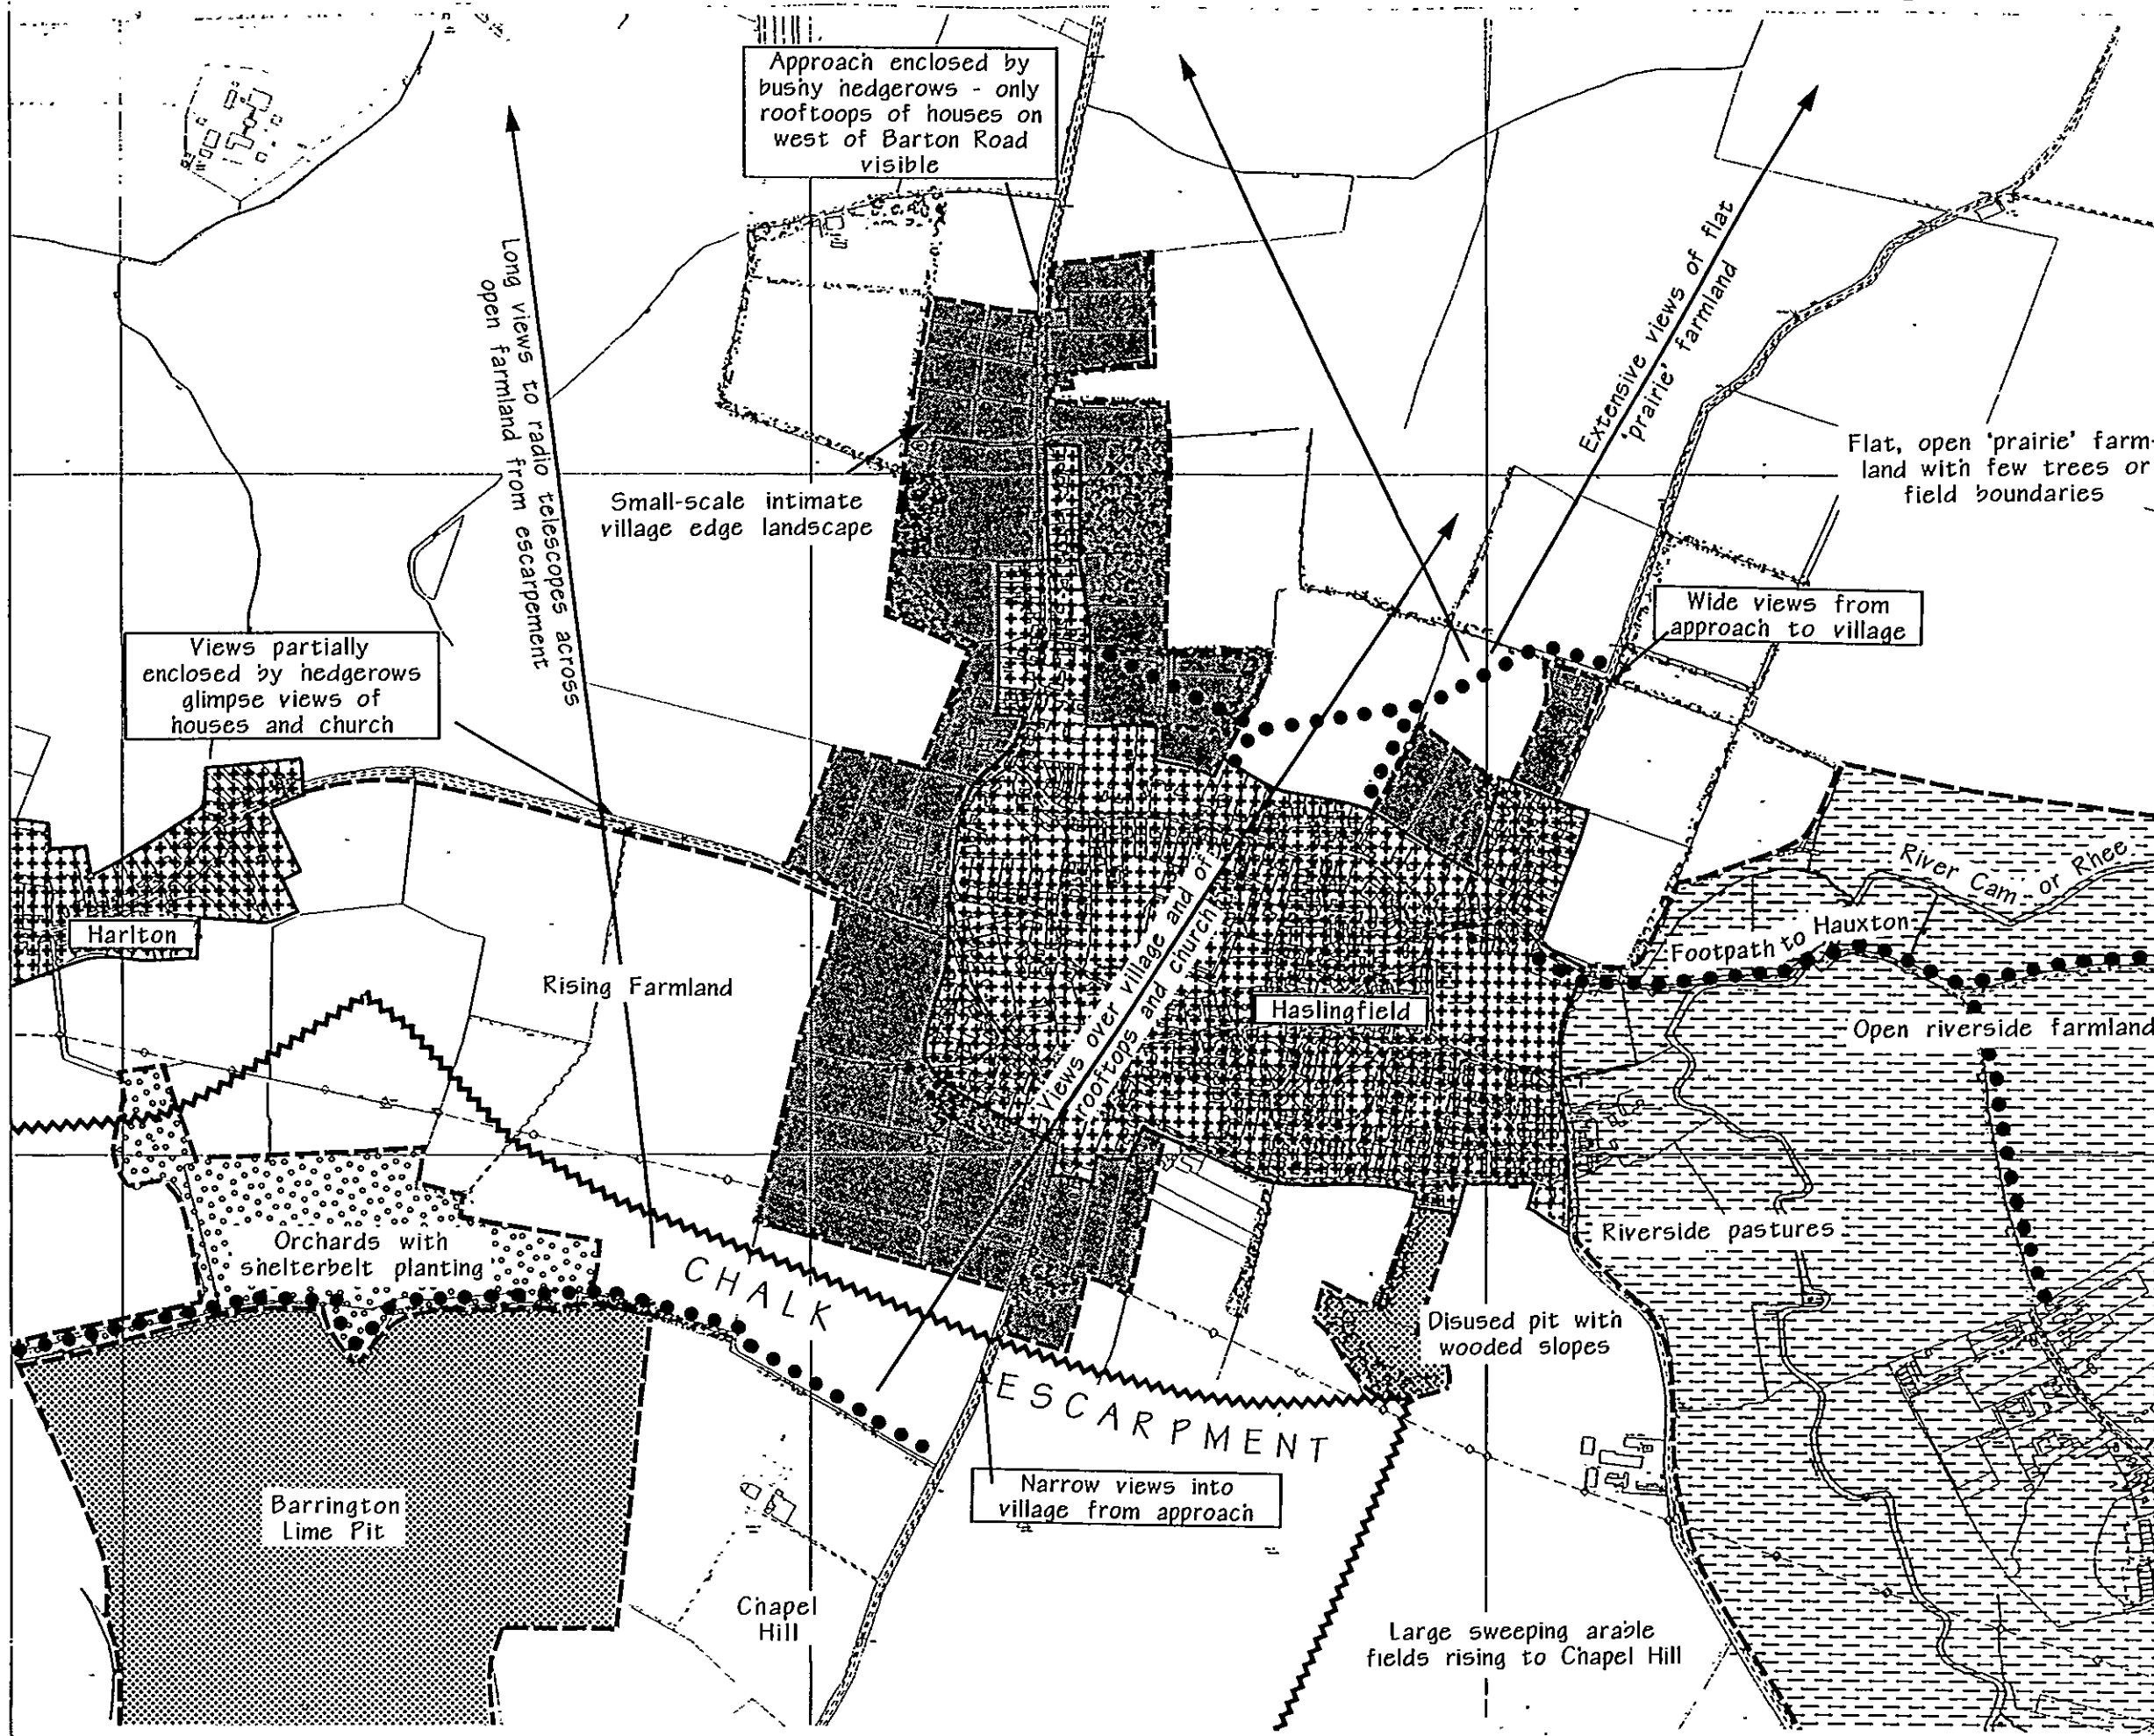 Approach enclosed by
bushy hedgerows - only
rooftoops of houses on
west of Barton Road
visible
Long views to radio telescopes across
open farmland from escarpement
Extensive views of flat
'prairie' farmland
Flat, open 'prairie' farm-
land with few trees or
field boundaries
Small-scale intimate
village edge landscape
Wide views from
approach to village
Views partially
enclosed by hedgerows
glimpse views of
houses and church
River Cam or Rhee
Harlton
Footpath to Hauxton
Rising Farmland
Views over village and of
rooftops and church
Haslingfield
Open riverside farmland
Riverside pastures
Orchards with
shelterbelt planting
CHALK
ESCARPMENT
Disused pit with
wooded slopes
Narrow views into
village from approach
Barrington
Lime Pit
Chapel
Hill
Large sweeping arable
fields rising to Chapel Hill